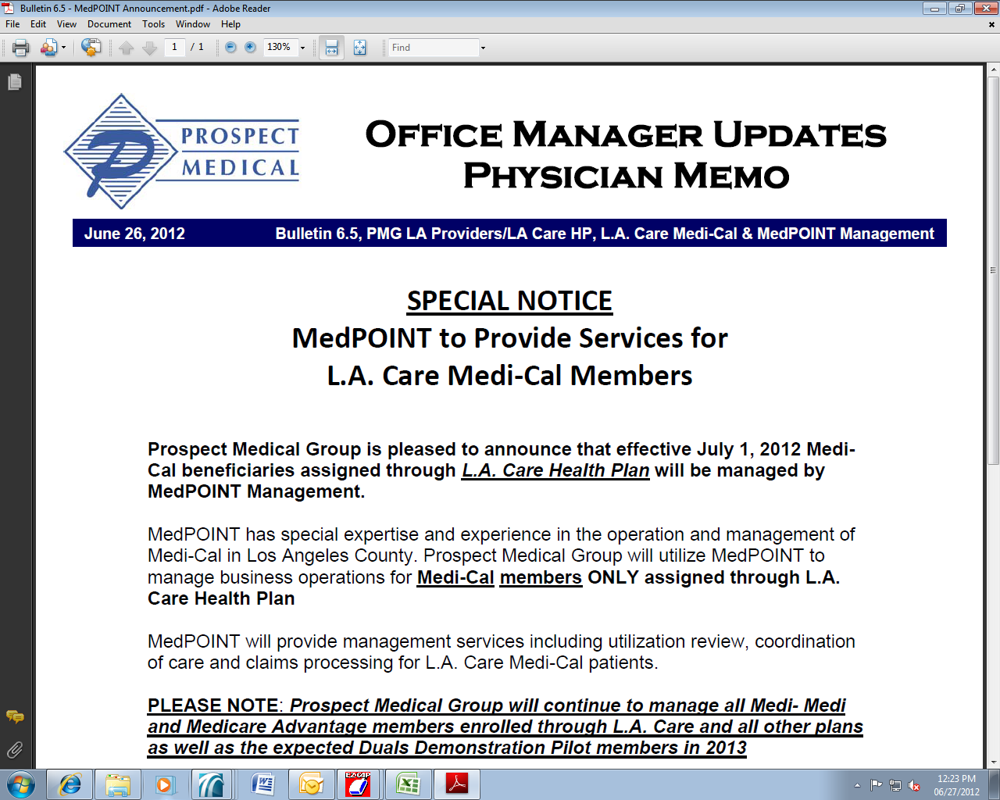 Bulletin 6.5 - MedPOINT Announcement.pdf - Adobe Reader
File Edit View Document Tools Window Help
1 / 1 130% Find
PROSPECT
MEDICAL
OFFICE MANAGER UPDATES
PHYSICIAN MEMO
June 26, 2012 Bulletin 6.5, PMG LA Providers/LA Care HP, L.A. Care Medi-Cal & MedPOINT Management
SPECIAL NOTICE
MedPOINT to Provide Services for
L.A. Care Medi-Cal Members
Prospect Medical Group is pleased to announce that effective July 1, 2012 Medi-
Cal beneficiaries assigned through L.A. Care Health Plan will be managed by
MedPOINT Management.
MedPOINT has special expertise and experience in the operation and management of
Medi-Cal in Los Angeles County. Prospect Medical Group will utilize MedPOINT to
manage business operations for Medi-Cal members ONLY assigned through L.A.
Care Health Plan
MedPOINT will provide management services including utilization review, coordination
of care and claims processing for L.A. Care Medi-Cal patients.
PLEASE NOTE: Prospect Medical Group will continue to manage all Medi- Medi
and Medicare Advantage members enrolled through L.A. Care and all other plans
as well as the expected Duals Demonstration Pilot members in 2013
EZ-CAP
12:23 PM
06/27/2012